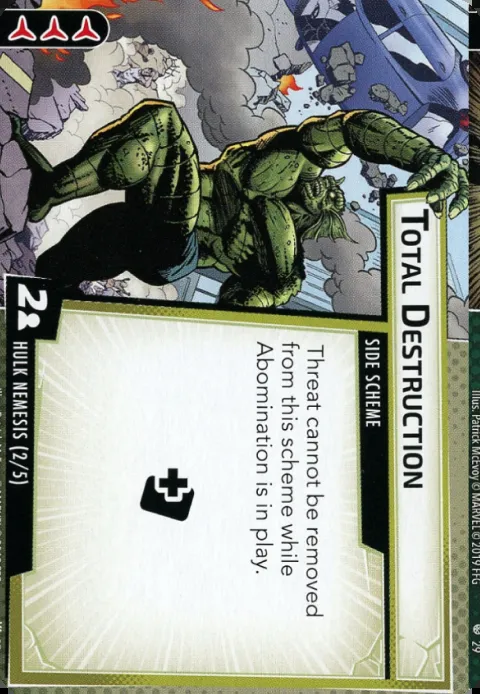 TOTAL DESTRUCTION
SIDE SCHEME
Threat cannot be removed
from this scheme while
Abomination is in play.
2
HULK NEMESIS (2/5)
Illus. Patrick McEvoy © MARVEL © 2019 FFG
29